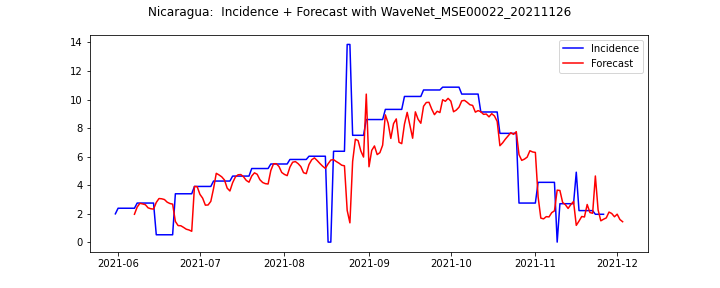 Nicaragua:  Incidence + Forecast with WaveNet_MSE00022_20211126
Incidence
Forecast
14
12
10
8
6
4
2
0
2021-06 2021-07 2021-08 2021-09 2021-10 2021-11 2021-12